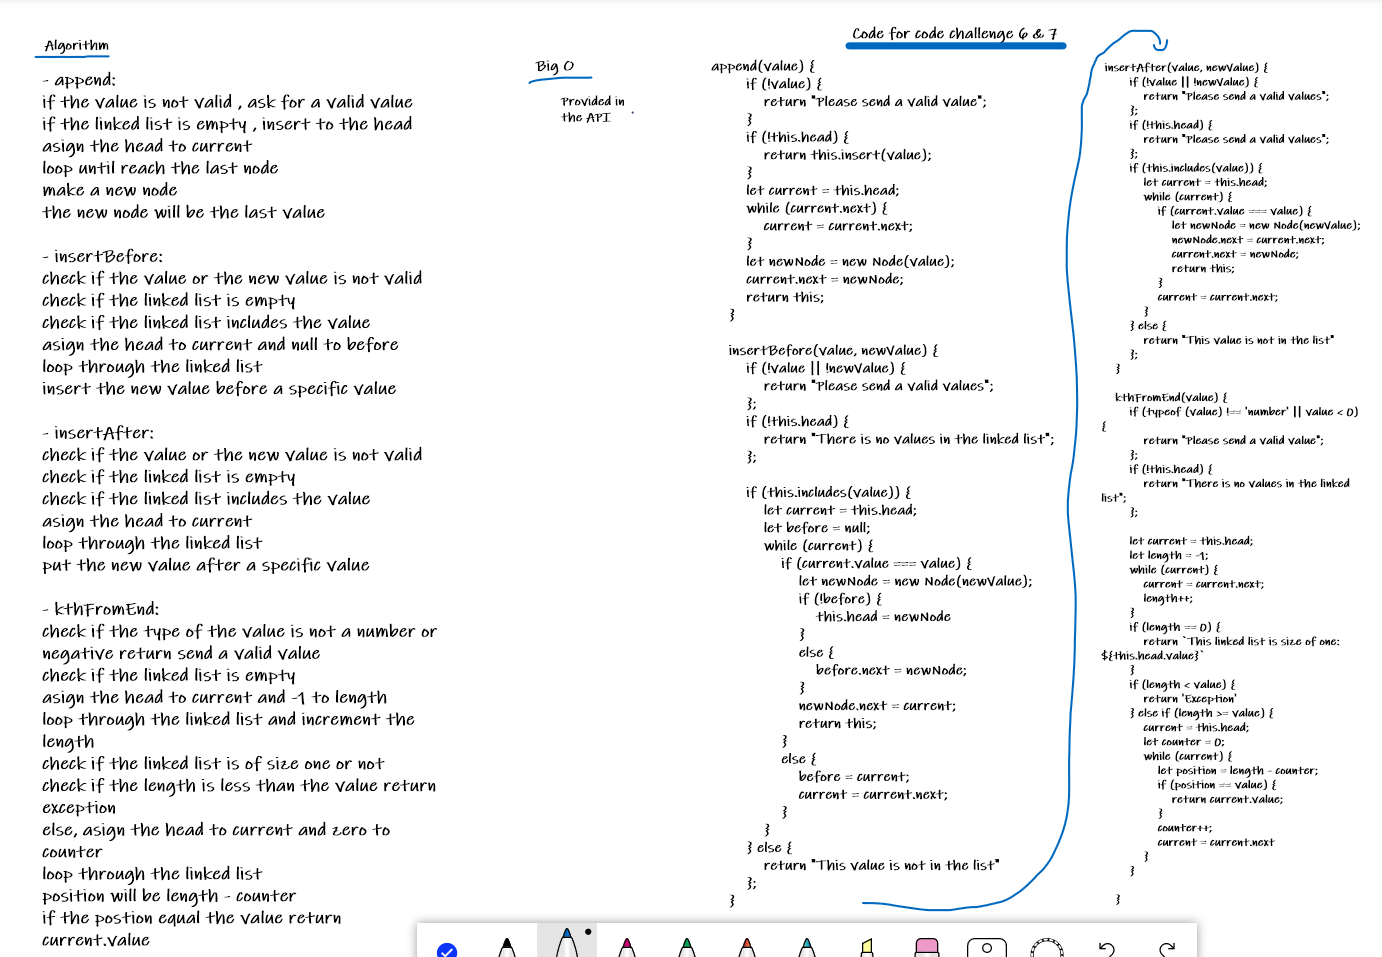 Algorithm
- append:
if the value is not valid , ask for a valid value
if the linked list is empty , insert to the head
asign the head to current
loop until reach the last node
make a new node
the new node will be the last value
- insertBefore:
check if the value or the new value is not valid
check if the linked list is empty
check if the linked list includes the value
asign the head to current and null to before
loop through the linked list
insert the new value before a specific value
- insertAfter:
check if the value or the new value is not valid
check if the linked list is empty
check if the linked list includes the value
asign the head to current
loop through the linked list
put the new value after a specific value
- kthFromEnd:
check if the type of the value is not a number or
negative return send a valid value
check if the linked list is empty
asign the head to current and -1 to length
loop through the linked list and increment the
length
check if the linked list is of size one or not
check if the length is less than the value return
exception
else, asign the head to current and zero to
counter
loop through the linked list
position will be length - counter
if the postion equal the value return
current.value
Big O
Provided in
the API
Code for code challenge 6 & 7
append(value) {
if (!value) {
return "Please send a valid value";
}
if (!this.head) {
return this.insert(value);
}
let current = this.head;
while (current.next) {
current = current.next;
}
let newNode = new Node(value);
current.next = newNode;
return this;
}
insertBefore(value, newValue) {
if (!value || !newValue) {
return "Please send a valid values";
};
if (!this.head) {
return "There is no values in the linked list";
};
if (this.includes(value)) {
let current = this.head;
let before = null;
while (current) {
if (current.value === value) {
let newNode = new Node(newValue);
if (!before) {
this.head = newNode
}
else {
before.next = newNode;
}
newNode.next = current;
return this;
}
else {
before = current;
current = current.next;
}
}
} else {
return "This value is not in the list"
};
}
insertAfter(value, newValue) {
if (!value || !newValue) {
return "Please send a valid values";
};
if (!this.head) {
return "Please send a valid values";
};
if (this.includes(value)) {
let current = this.head;
while (current) {
if (current.value === value) {
let newNode = new Node(newValue);
newNode.next = current.next;
current.next = newNode;
return this;
}
current = current.next;
}
} else {
return "This value is not in the list"
};
}
kthFromEnd(value) {
if (typeof (value) !== 'number' || value < 0)
{
return "Please send a valid value";
};
if (!this.head) {
return "There is no values in the linked
list";
};
let current = this.head;
let length = -1;
while (current) {
current = current.next;
length++;
}
if (length == 0) {
return `This linked list is size of one:
${this.head.value}`
}
if (length < value) {
return 'Exception'
} else if (length >= value) {
current = this.head;
let counter = 0;
while (current) {
let position = length - counter;
if (position == value) {
return current.value;
}
counter++;
current = current.next
}
}
}